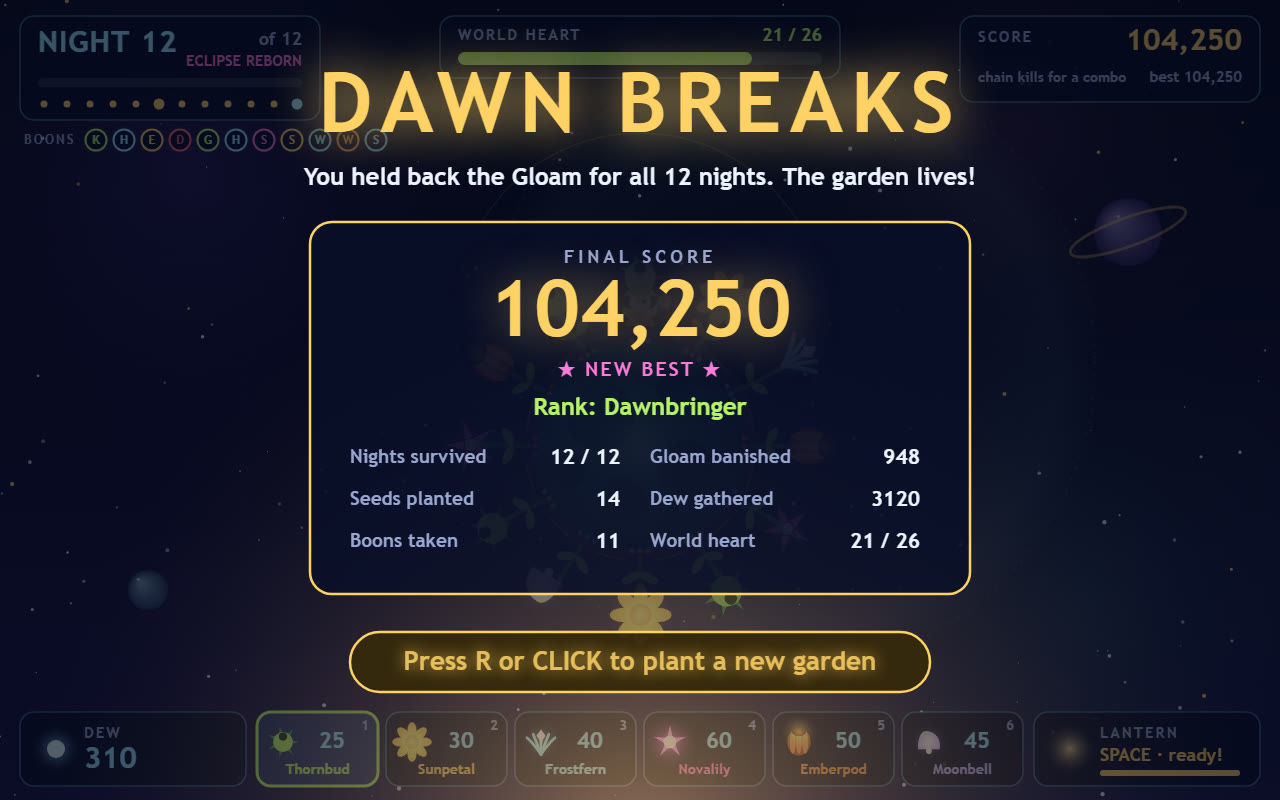 NIGHT 12
of 12
ECLIPSE REBORN
BOONS K H E D G H S S W W S
WORLD HEART 21 / 26
SCORE 104,250
chain kills for a combo best 104,250
DAWN BREAKS
You held back the Gloam for all 12 nights. The garden lives!
FINAL SCORE
104,250
★ NEW BEST ★
Rank: Dawnbringer
Nights survived 12 / 12 Gloam banished 948
Seeds planted 14 Dew gathered 3120
Boons taken 11 World heart 21 / 26
Press R or CLICK to plant a new garden
DEW
310
1
25
Thornbud
2
30
Sunpetal
3
40
Frostfern
4
60
Novalily
5
50
Emberpod
6
45
Moonbell
LANTERN
SPACE · ready!